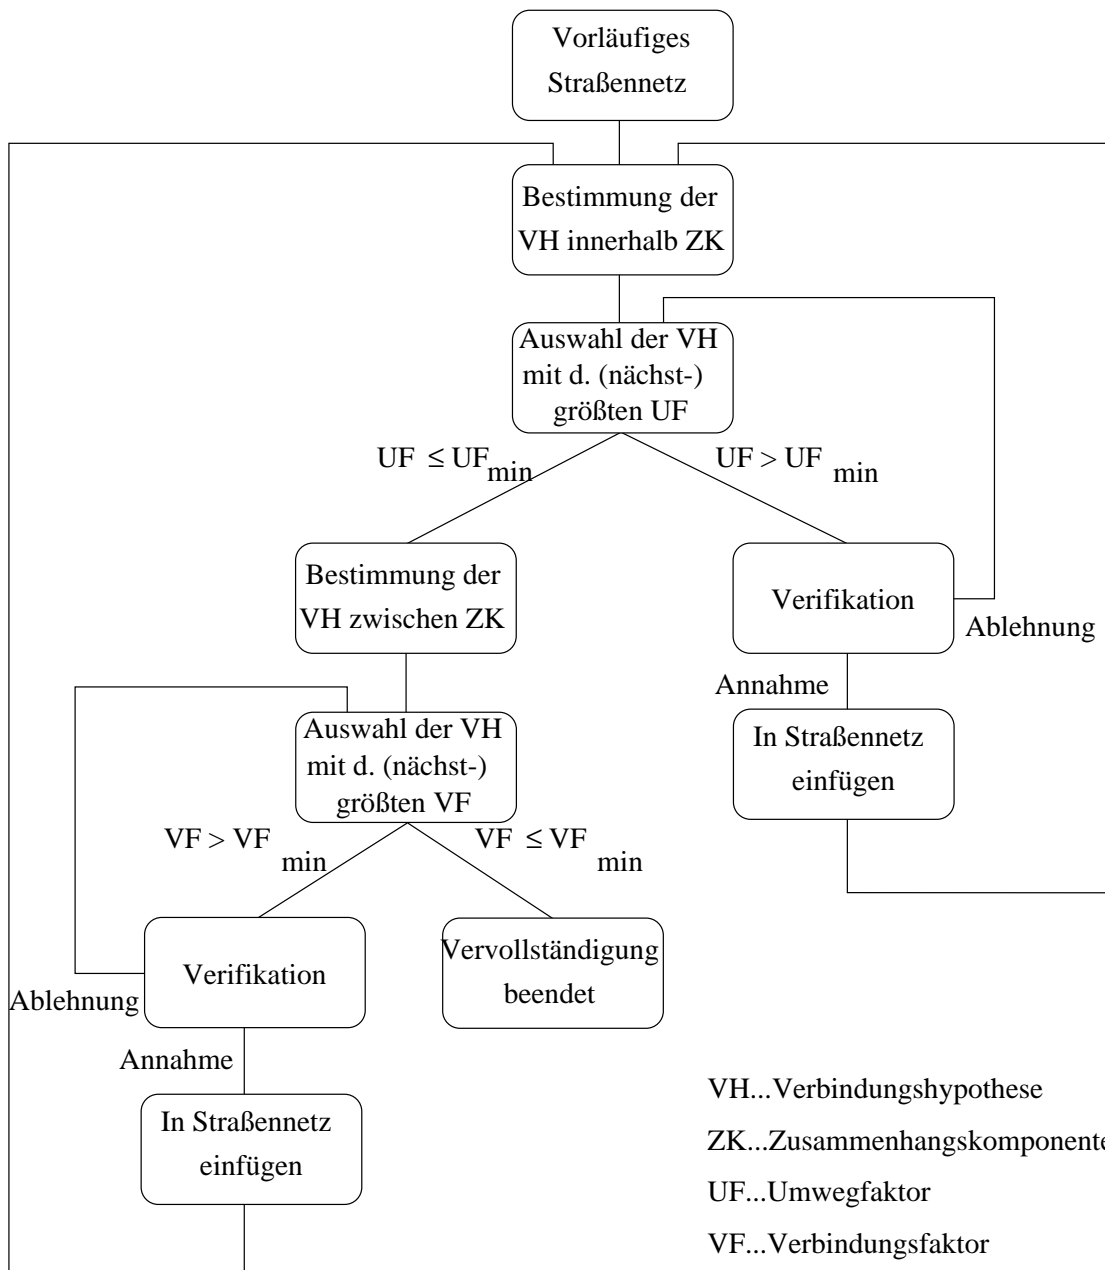 Vorläufiges
Straßennetz
Bestimmung der
VH innerhalb ZK
Auswahl der VH
mit d. (nächst-)
größten UF
UF ≤ UF min
UF > UF min
Bestimmung der
VH zwischen ZK
Verifikation
Ablehnung
Annahme
In Straßennetz
einfügen
Auswahl der VH
mit d. (nächst-)
größten VF
VF > VF min
VF ≤ VF min
Verifikation
Ablehnung
Vervollständigung
beendet
Annahme
In Straßennetz
einfügen
VH...Verbindungshypothese
ZK...Zusammenhangskomponente
UF...Umwegfaktor
VF...Verbindungsfaktor